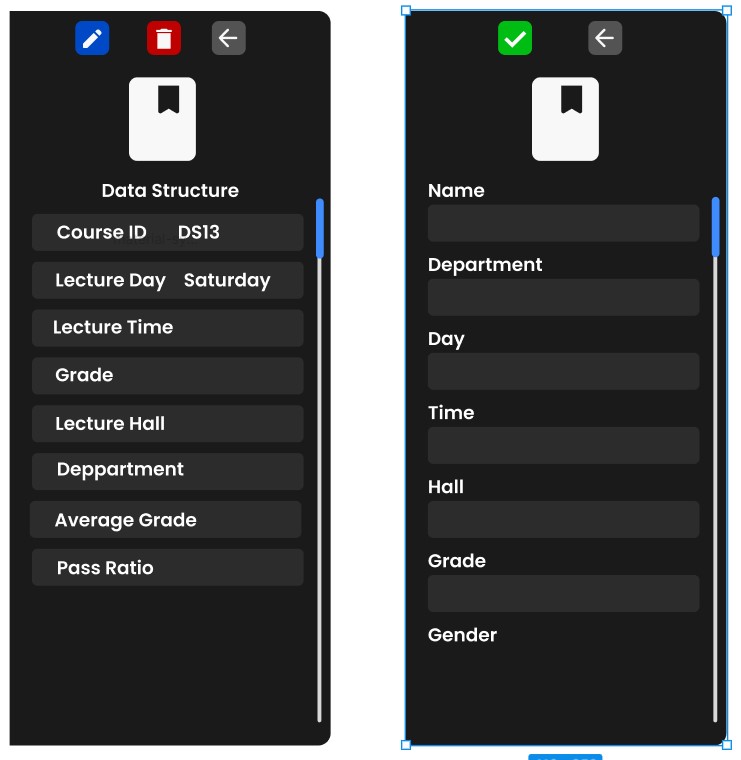 Data Structure
Course ID DS13
Lecture Day Saturday
Lecture Time
Grade
Lecture Hall
Deppartment
Average Grade
Pass Ratio
Name
Department
Day
Time
Hall
Grade
Gender